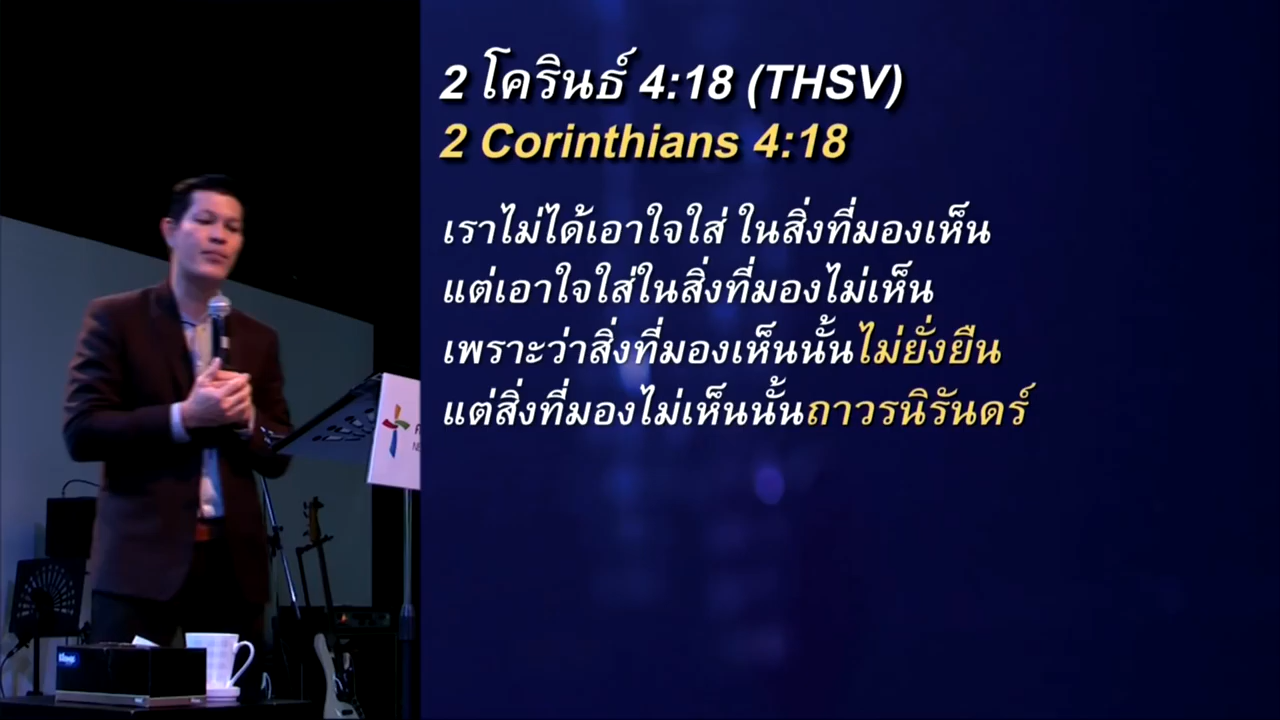 2 โครินธ์ 4:18 (THSV)
2 Corinthians 4:18
เราไม่ได้เอาใจใส่ ในสิ่งที่มองเห็น
แต่เอาใจใส่ในสิ่งที่มองไม่เห็น
เพราะว่าสิ่งที่มองเห็นนั้นไม่ยั่งยืน
แต่สิ่งที่มองไม่เห็นนั้นถาวรนิรันดร์